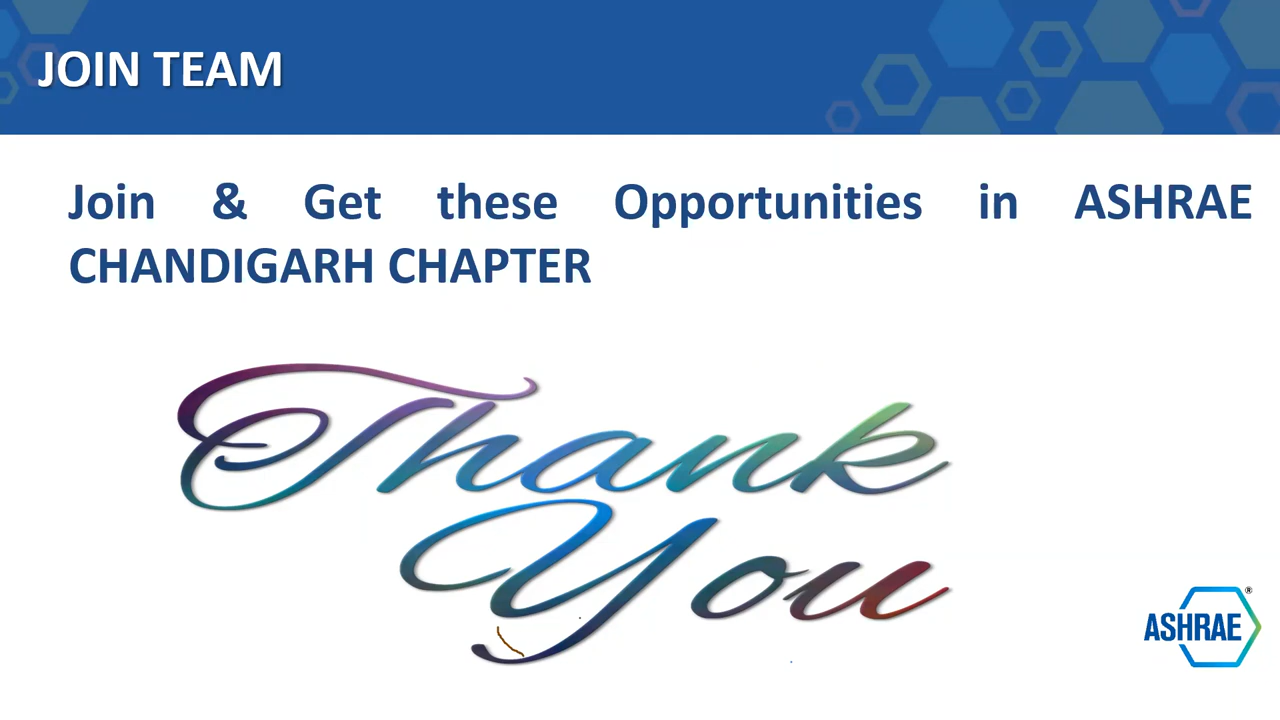 JOIN TEAM
Join & Get these Opportunities in ASHRAE
CHANDIGARH CHAPTER
Thank
You
ASHRAE®